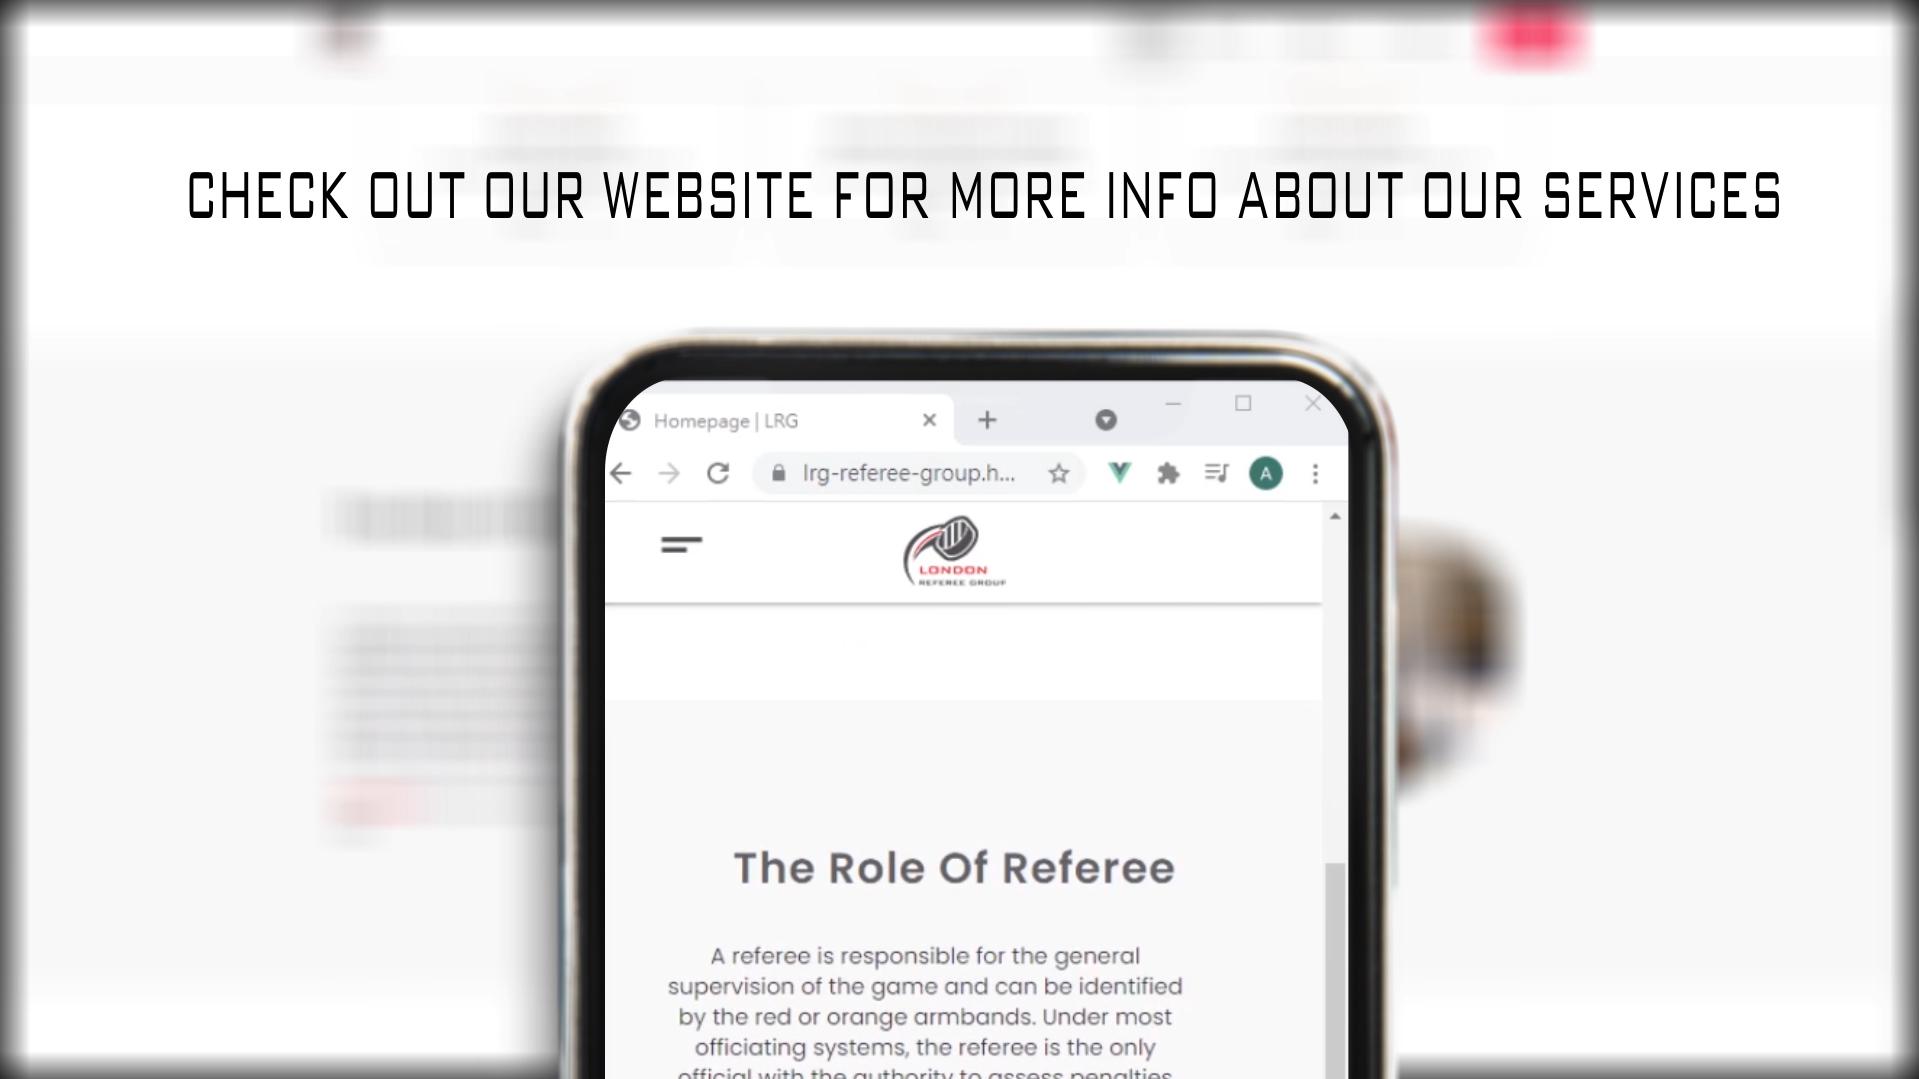 CHECK OUT OUR WEBSITE FOR MORE INFO ABOUT OUR SERVICES
Homepage | LRG
lrg-referee-group.h...
A
LONDON
REFEREE GROUP
The Role Of Referee
A referee is responsible for the general
supervision of the game and can be identified
by the red or orange armbands. Under most
officiating systems, the referee is the only
official with the authority to assess penalties